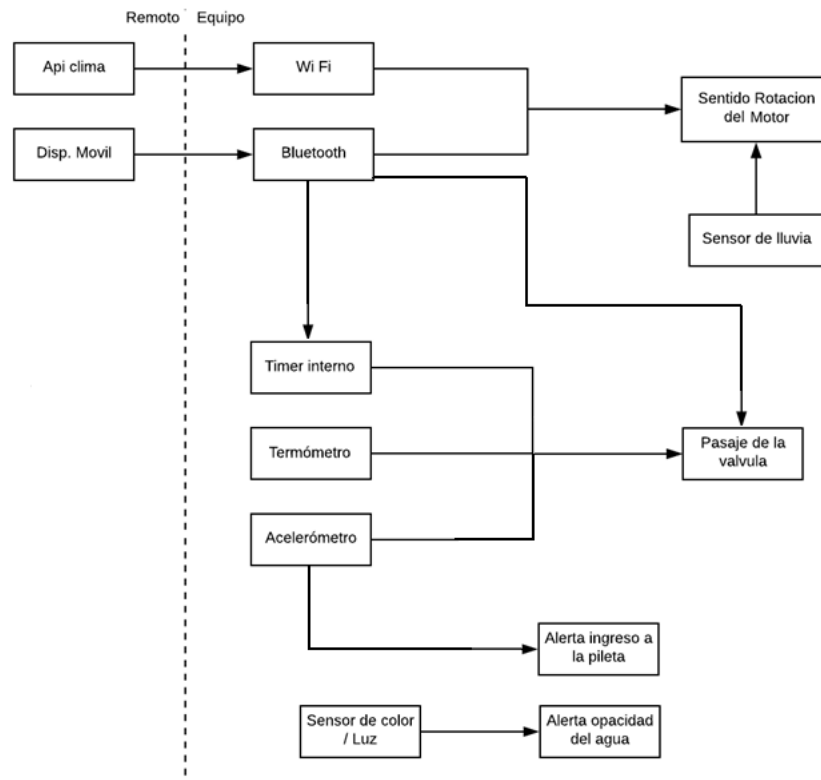 Remoto
Equipo
Api clima
Wi Fi
Sentido Rotacion
del Motor
Disp. Movil
Bluetooth
Sensor de lluvia
Timer interno
Termómetro
Pasaje de la
valvula
Acelerómetro
Alerta ingreso a
la pileta
Sensor de color
/ Luz
Alerta opacidad
del agua